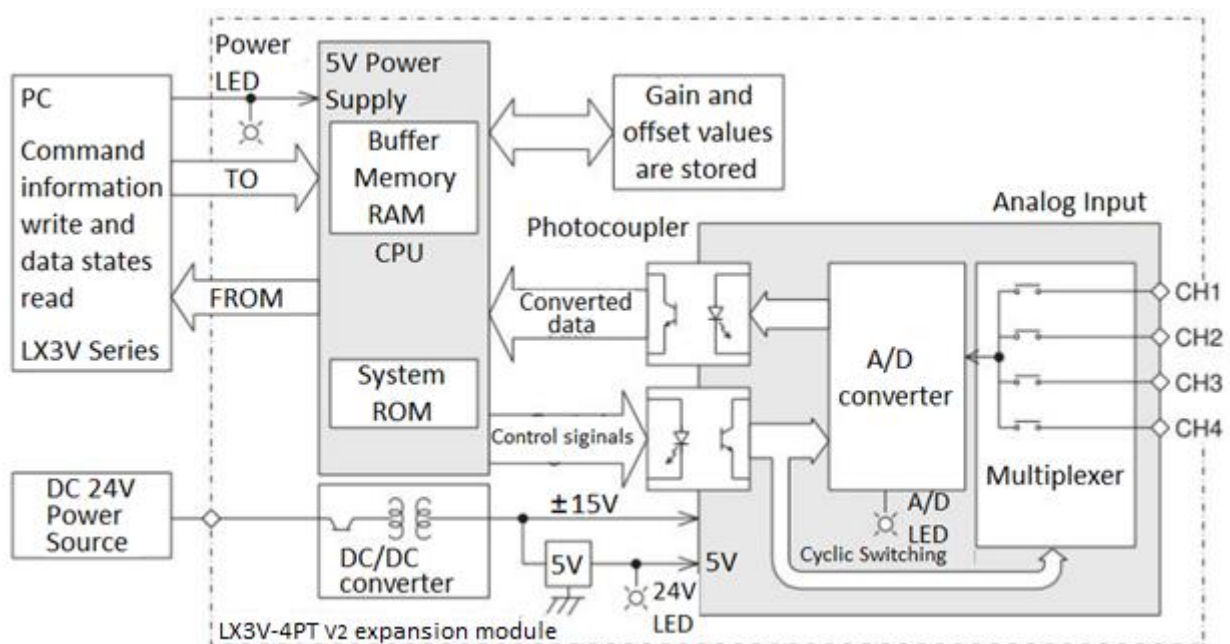 Power
LED
5V Power
Supply
PC
Command
information
write and
data states
read
LX3V Series
TO
FROM
Buffer
Memory
RAM
CPU
System
ROM
Gain and
offset values
are stored
Photocoupler
Analog Input
Converted
data
Control siginals
A/D
converter
Multiplexer
CH1
CH2
CH3
CH4
A/D
LED
Cyclic Switching
DC 24V
Power
Source
DC/DC
converter
±15V
5V
5V
24V
LED
LX3V-4PT V2 expansion module